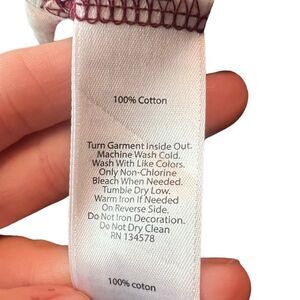 100% Cotton
Turn Garment Inside Out.
Machine Wash Cold.
Wash With Like Colors.
Only Non-Chlorine
Bleach When Needed.
Tumble Dry Low.
Warm Iron If Needed
On Reverse Side.
Do Not Iron Decoration.
Do Not Dry Clean
RN 134578
100% coton